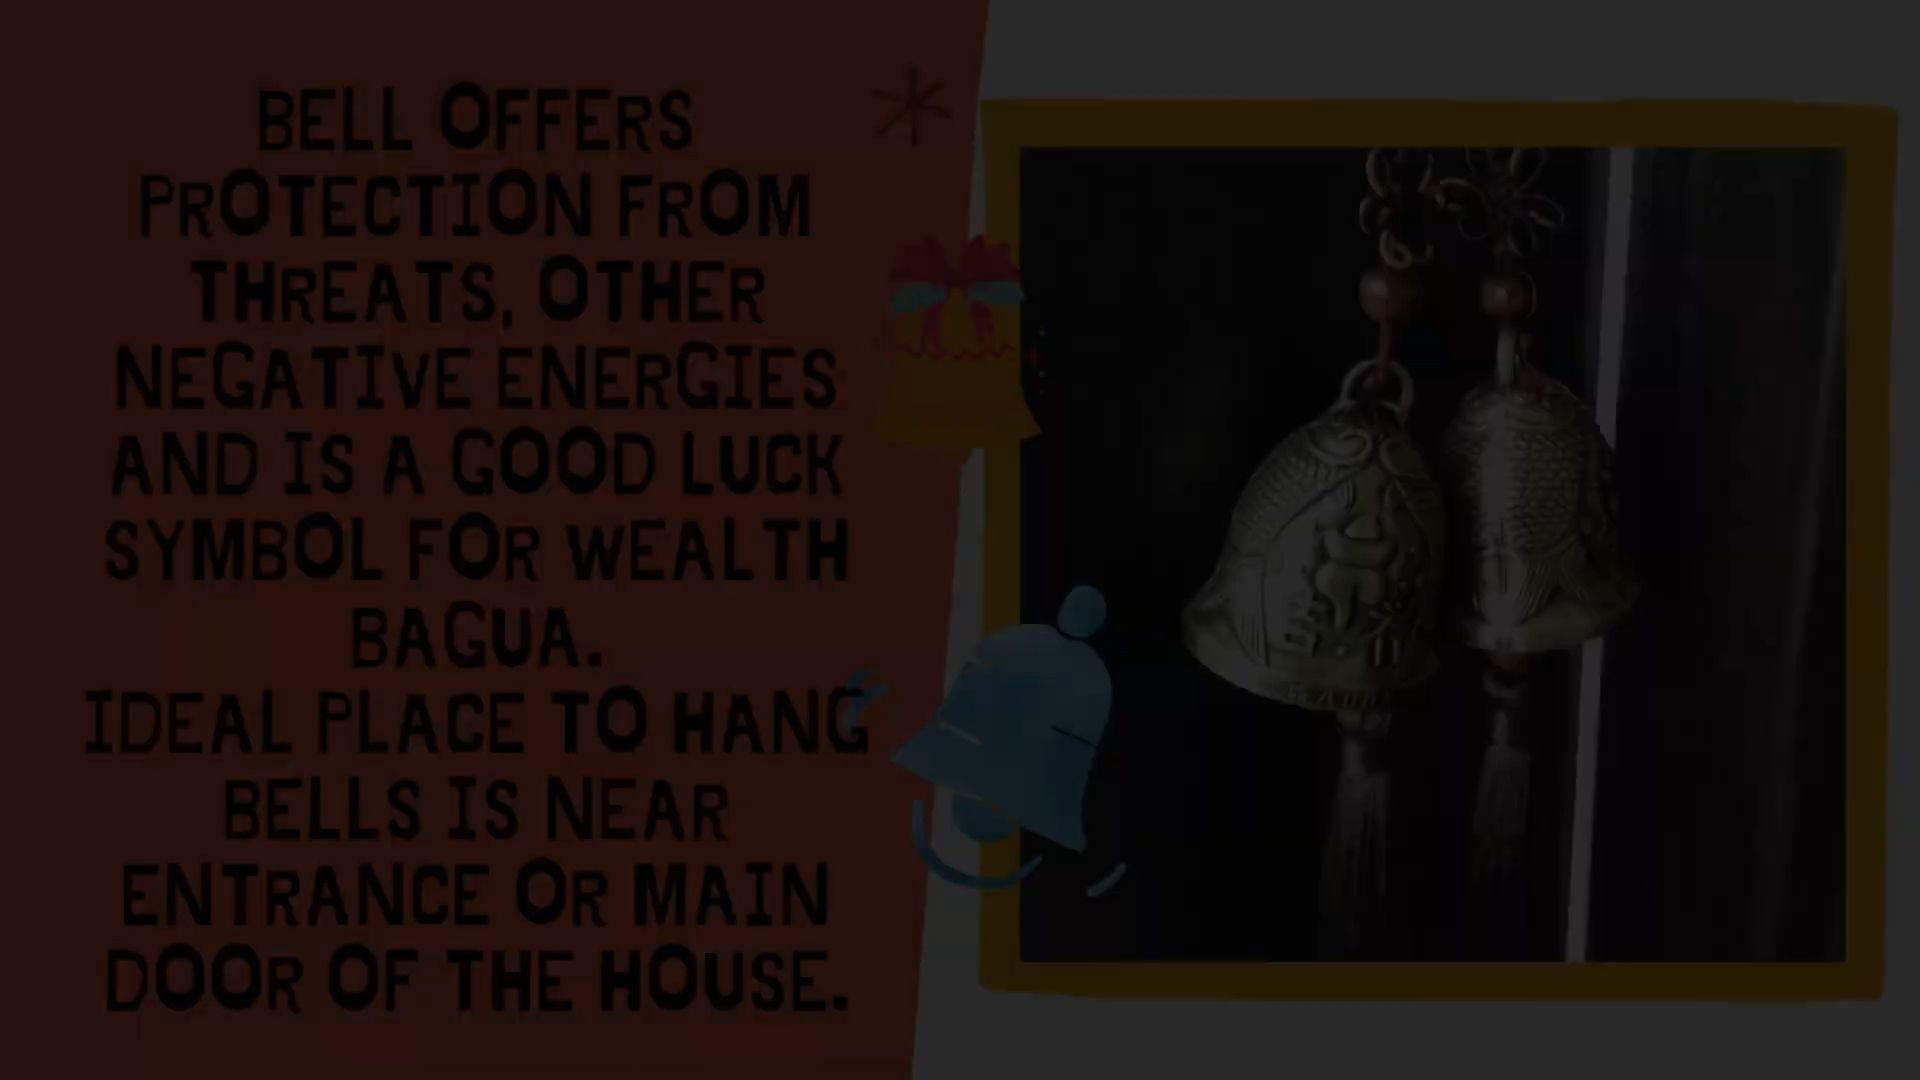 BELL OFFERS
PROTECTION FROM
THREATS, OTHER
NEGATIVE ENERGIES
AND IS A GOOD LUCK
SYMBOL FOR WEALTH
BAGUA.
IDEAL PLACE TO HANG
BELLS IS NEAR
ENTRANCE OR MAIN
DOOR OF THE HOUSE.